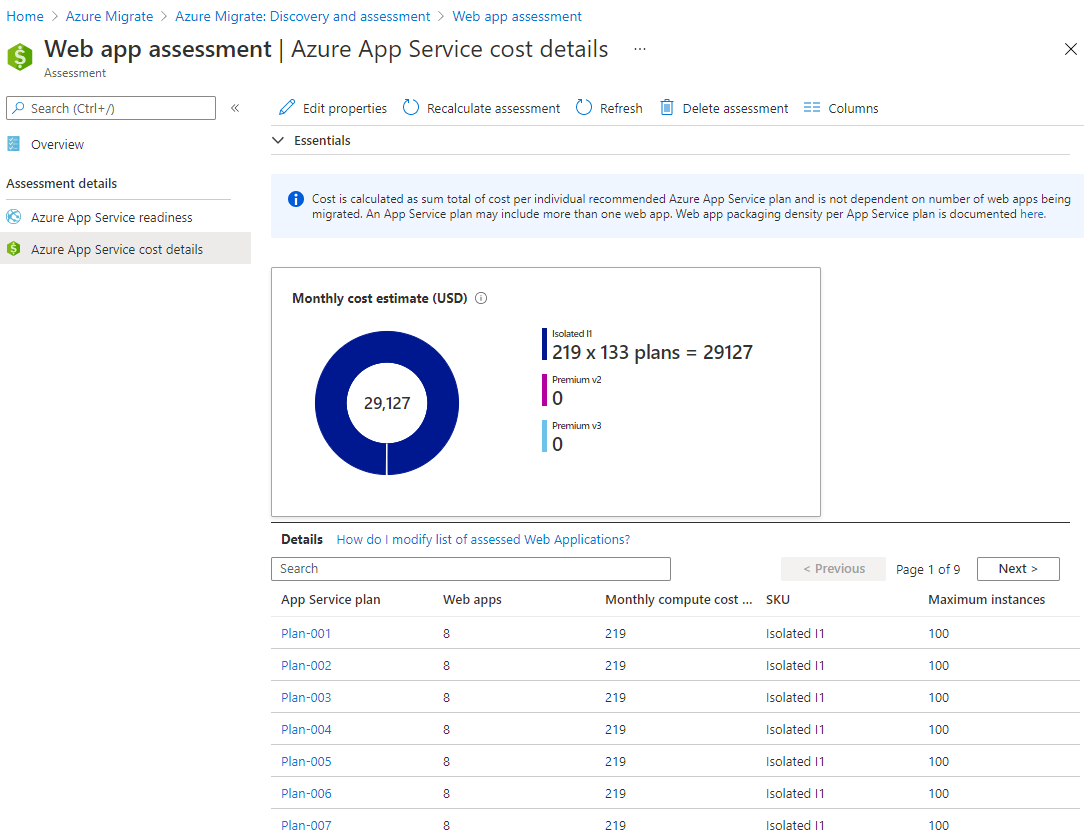 Home > Azure Migrate > Azure Migrate: Discovery and assessment > Web app assessment
Web app assessment | Azure App Service cost details ...
Assessment
Search (Ctrl+/) «
Overview
Assessment details
Azure App Service readiness
Azure App Service cost details
Edit properties Recalculate assessment Refresh Delete assessment Columns
Essentials
Cost is calculated as sum total of cost per individual recommended Azure App Service plan and is not dependent on number of web apps being
migrated. An App Service plan may include more than one web app. Web app packaging density per App Service plan is documented here.
Monthly cost estimate (USD)
29,127
Isolated I1
219 x 133 plans = 29127
Premium v2
0
Premium v3
0
Details How do I modify list of assessed Web Applications?
Search < Previous Page 1 of 9 Next >
App Service plan Web apps Monthly compute cost ... SKU Maximum instances
Plan-001 8 219 Isolated I1 100
Plan-002 8 219 Isolated I1 100
Plan-003 8 219 Isolated I1 100
Plan-004 8 219 Isolated I1 100
Plan-005 8 219 Isolated I1 100
Plan-006 8 219 Isolated I1 100
Plan-007 8 219 Isolated I1 100